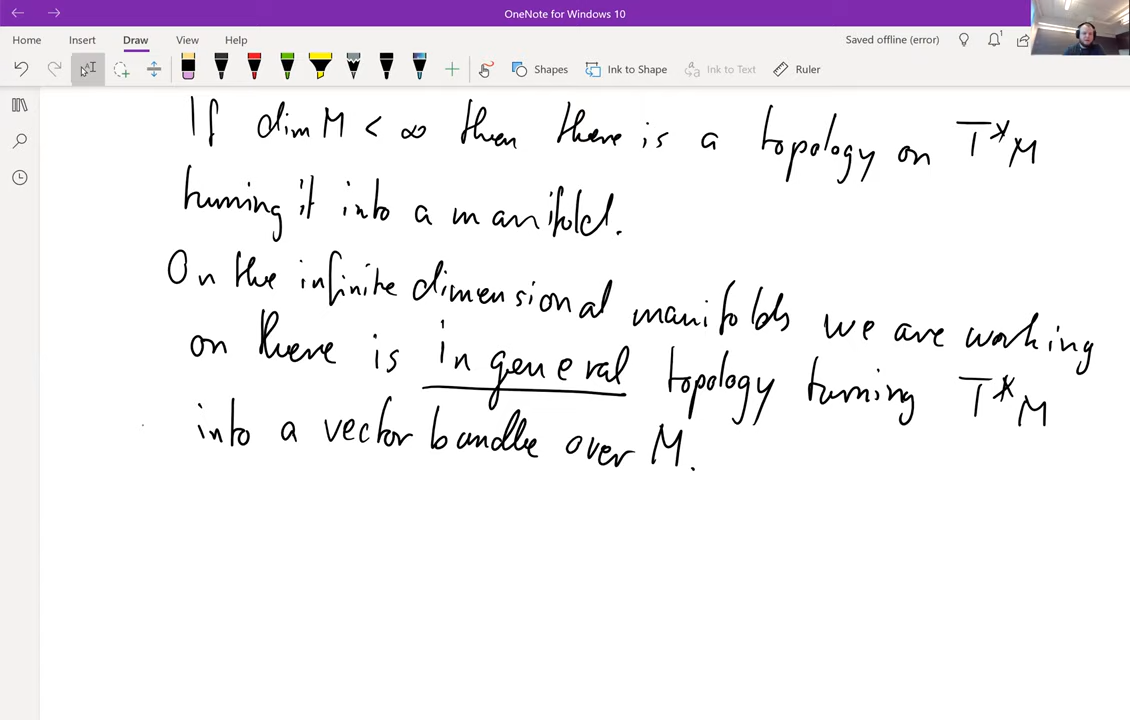 OneNote for Windows 10
Home Insert Draw View Help
Saved offline (error)
Shapes Ink to Shape Ink to Text Ruler
If dim M < ∞ then there is a topology on T*M
turning it into a manifold.
On the infinite dimensional manifolds we are working
on there is in general topology turning T*M
into a vector bundle over M.